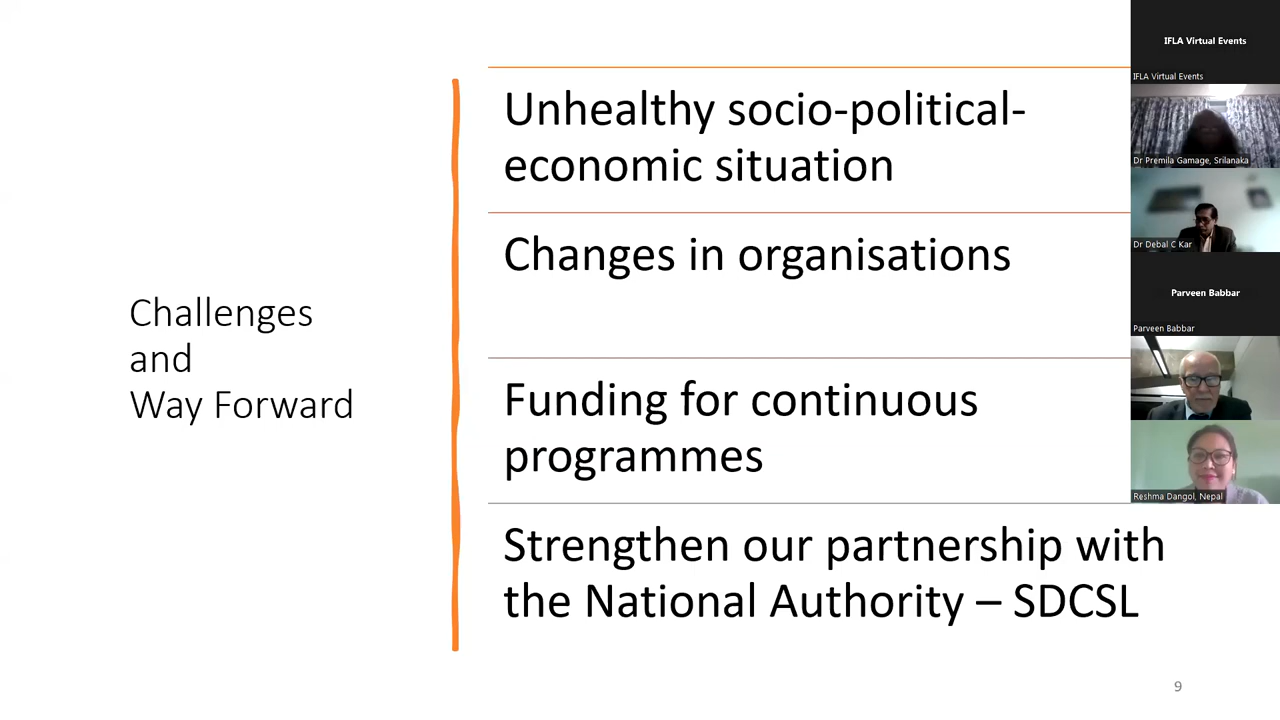 Challenges
and
Way Forward
Unhealthy socio-political-
economic situation
Changes in organisations
Funding for continuous
programmes
Strengthen our partnership with
the National Authority – SDCSL
9
IFLA Virtual Events
IFLA Virtual Events
Dr Premila Gamage, Srilanaka
Dr Debal C Kar
Parveen Babbar
Parveen Babbar
Reshma Dangol, Nepal